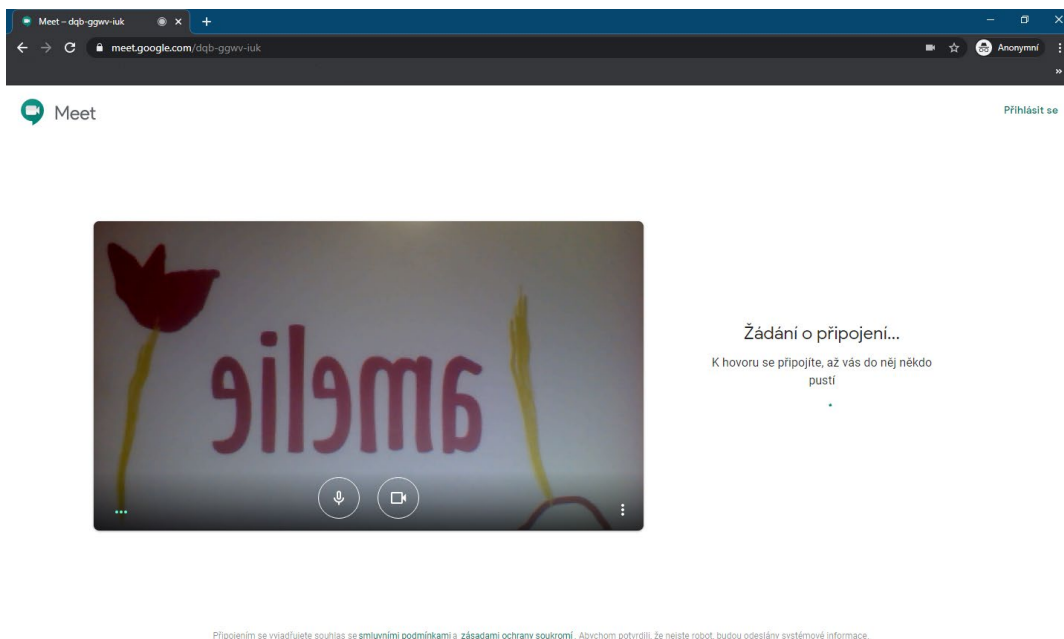 Meet – dqb-ggwv-iuk
meet.google.com/dqb-ggwv-iuk
Anonymní
Meet
Přihlásit se
amelie
Žádání o připojení...
K hovoru se připojíte, až vás do něj někdo
pustí
Připojením se vyjadřujete souhlas se smluvními podmínkami a zásadami ochrany soukromí. Abychom potvrdili, že nejste robot, budou odeslány systémové informace.